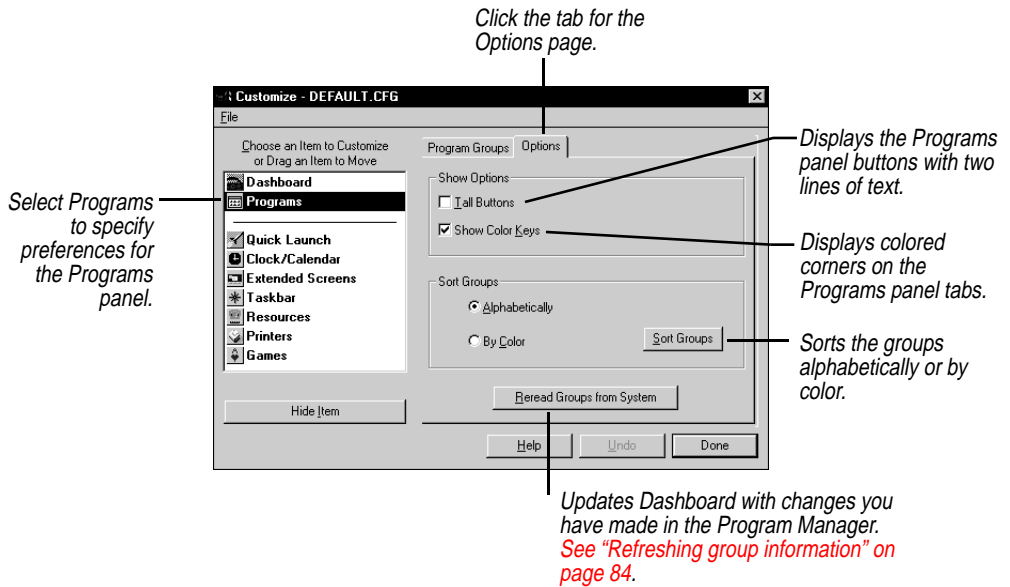 Click the tab for the
Options page.
Customize - DEFAULT.CFG
File
Choose an Item to Customize
or Drag an Item to Move
Dashboard
Programs
Quick Launch
Clock/Calendar
Extended Screens
Taskbar
Resources
Printers
Games
Hide Item
Program Groups
Options
Show Options
Tall Buttons
Show Color Keys
Sort Groups
Alphabetically
By Color
Sort Groups
Reread Groups from System
Help
Undo
Done
Select Programs
to specify
preferences for
the Programs
panel.
Displays the Programs
panel buttons with two
lines of text.
Displays colored
corners on the
Programs panel tabs.
Sorts the groups
alphabetically or by
color.
Updates Dashboard with changes you
have made in the Program Manager.
See “Refreshing group information” on
page 84.